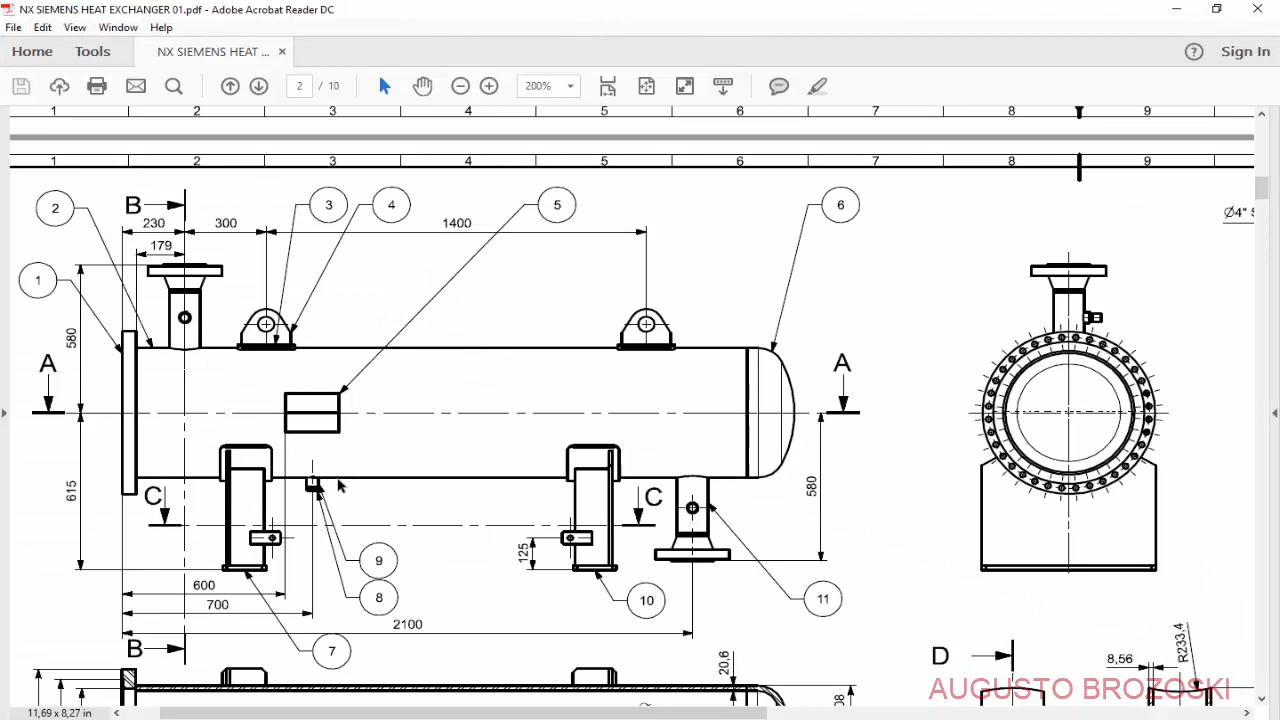 NX SIEMENS HEAT EXCHANGER 01.pdf - Adobe Acrobat Reader DC
File Edit View Window Help
Home Tools NX SIEMENS HEAT ... × Sign In
2 / 10 200%
1 2 3 4 5 6 7 8 9
1 2 3 4 5 6 7 8 9
2 B 3 4 5 6
Ø4" S
230 300 1400
179
1
580
A A
615
C C
580
125
9
600
8 10 11
700
2100
B 7
D
20,6
8,56
R233,4
AUGUSTO BROZOSKI
11,69 x 8,27 in